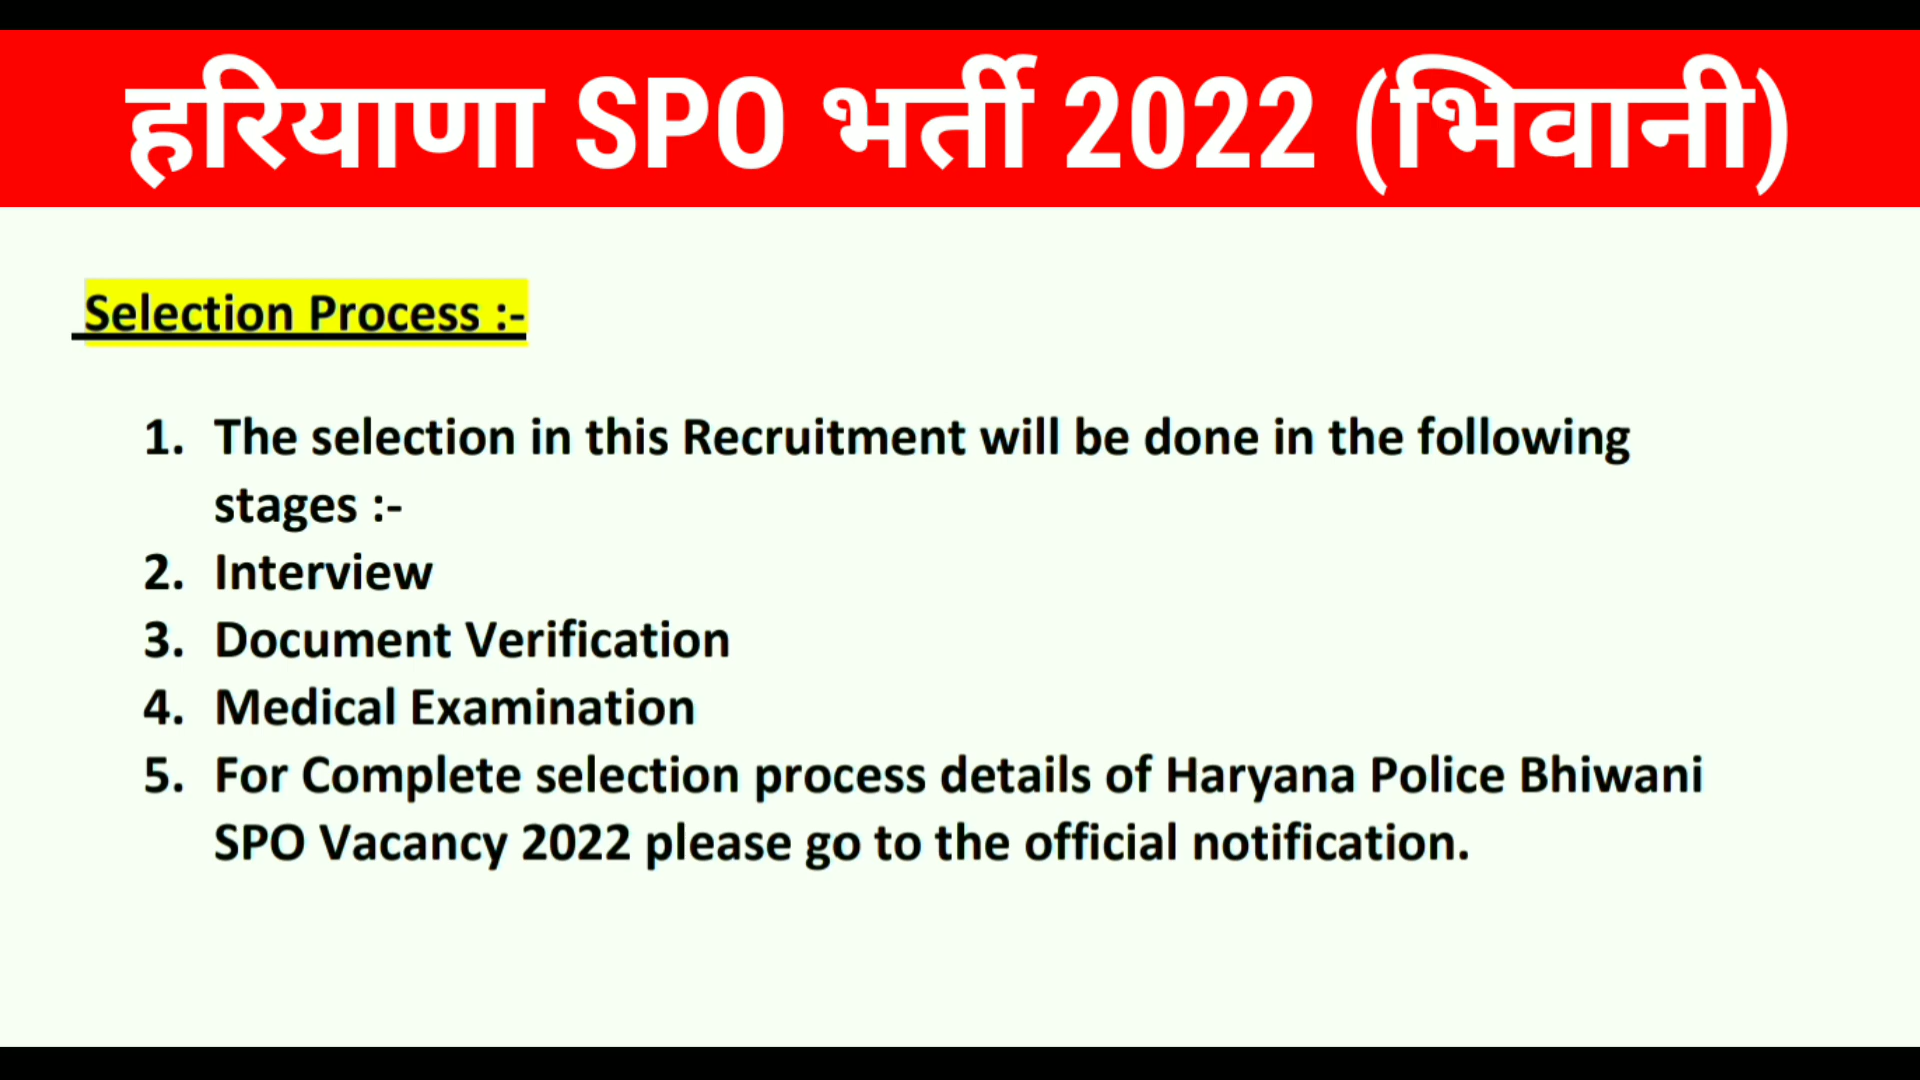 हरियाणा SPO भर्ती 2022 (भिवानी)
Selection Process :-
1. The selection in this Recruitment will be done in the following
stages :-
2. Interview
3. Document Verification
4. Medical Examination
5. For Complete selection process details of Haryana Police Bhiwani
SPO Vacancy 2022 please go to the official notification.